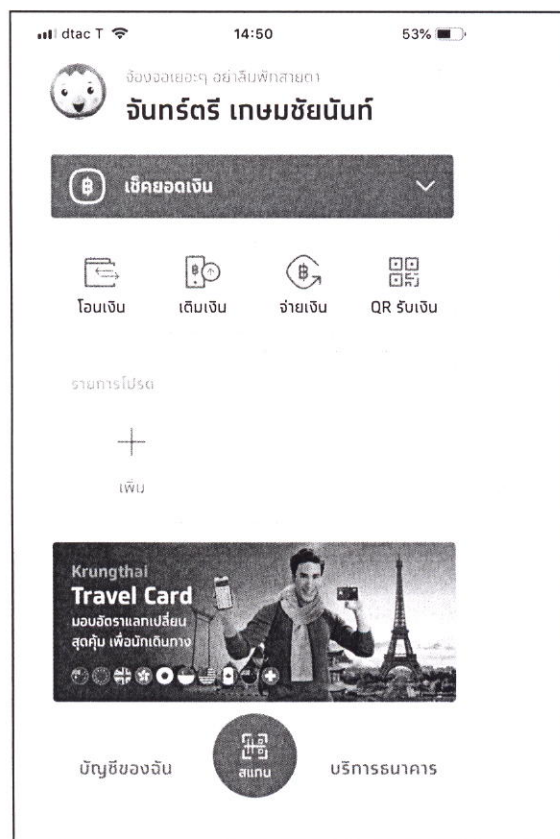 dtac T 14:50 53%
จ้องจอเยอะๆ อย่าลืมพักสายตา
จันทร์ตรี เกษมชัยนันท์
฿ เช็คยอดเงิน
โอนเงิน เติมเงิน จ่ายเงิน QR รับเงิน
รายการโปรด
เพิ่ม
Krungthai
Travel Card
มอบอัตราแลกเปลี่ยน
สุดคุ้ม เพื่อนักเดินทาง
บัญชีของฉัน สแกน บริการธนาคาร